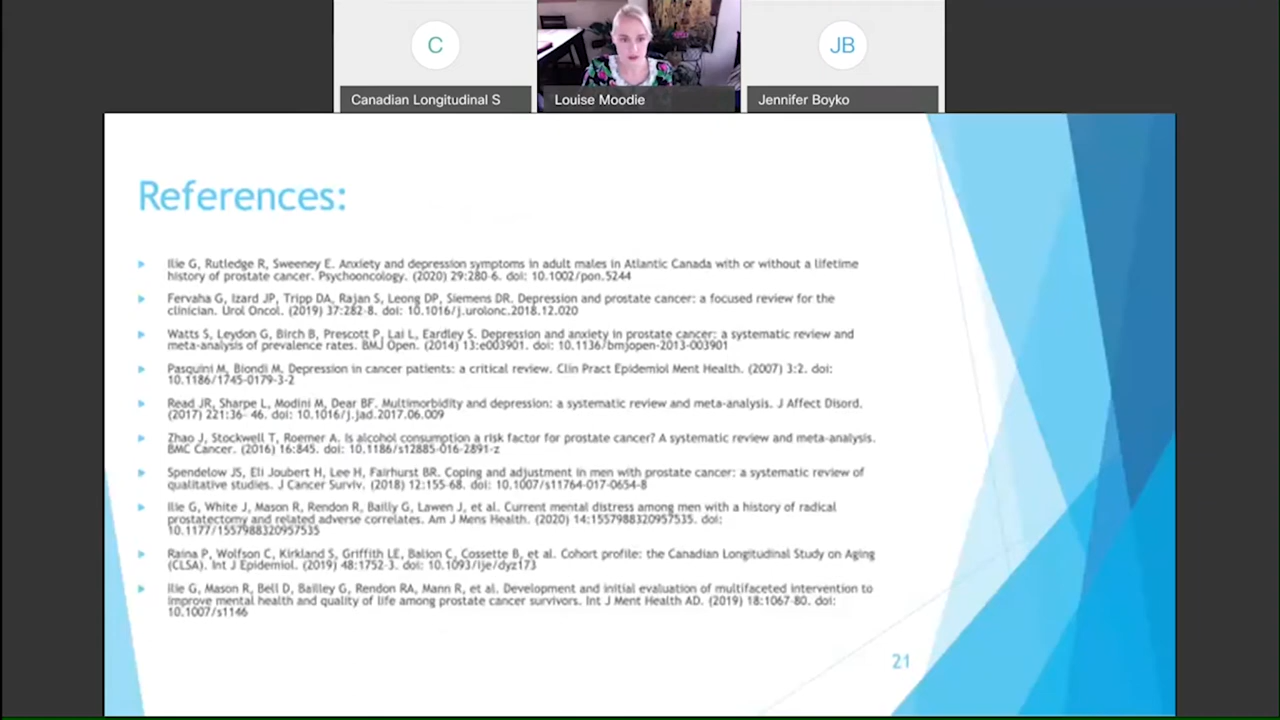 C
JB
Canadian Longitudinal S
Louise Moodie
Jennifer Boyko
References:
Ilie G, Rutledge R, Sweeney E. Anxiety and depression symptoms in adult males in Atlantic Canada with or without a lifetime
history of prostate cancer. Psychooncology. (2020) 29:280-6. doi: 10.1002/pon.5244
Fervaha G, Izard JP, Tripp DA, Rajan S, Leong DP, Siemens DR. Depression and prostate cancer: a focused review for the
clinician. Urol Oncol. (2019) 37:282-8. doi: 10.1016/j.urolonc.2018.12.020
Watts S, Leydon G, Birch B, Prescott P, Lai L, Eardley S. Depression and anxiety in prostate cancer: a systematic review and
meta-analysis of prevalence rates. BMJ Open. (2014) 13:e003901. doi: 10.1136/bmjopen-2013-003901
Pasquini M, Biondi M. Depression in cancer patients: a critical review. Clin Pract Epidemiol Ment Health. (2007) 3:2. doi:
10.1186/1745-0179-3-2
Read JR, Sharpe L, Modini M, Dear BF. Multimorbidity and depression: a systematic review and meta-analysis. J Affect Disord.
(2017) 221:36- 46. doi: 10.1016/j.jad.2017.06.009
Zhao J, Stockwell T, Roemer A. Is alcohol consumption a risk factor for prostate cancer? A systematic review and meta-analysis.
BMC Cancer. (2016) 16:845. doi: 10.1186/s12885-016-2891-z
Spendelow JS, Eli Joubert H, Lee H, Fairhurst BR. Coping and adjustment in men with prostate cancer: a systematic review of
qualitative studies. J Cancer Surviv. (2018) 12:155-68. doi: 10.1007/s11764-017-0654-8
Ilie G, White J, Mason R, Rendon R, Bailly G, Lawen J, et al. Current mental distress among men with a history of radical
prostatectomy and related adverse correlates. Am J Mens Health. (2020) 14:1557988320957535. doi:
10.1177/1557988320957535
Raina P, Wolfson C, Kirkland S, Griffith LE, Balion C, Cossette B, et al. Cohort profile: the Canadian Longitudinal Study on Aging
(CLSA). Int J Epidemiol. (2019) 48:1752-3. doi: 10.1093/ije/dyz173
Ilie G, Mason R, Bell D, Bailley G, Rendon RA, Mann R, et al. Development and initial evaluation of multifaceted intervention to
improve mental health and quality of life among prostate cancer survivors. Int J Ment Health AD. (2019) 18:1067-80. doi:
10.1007/s1146
21